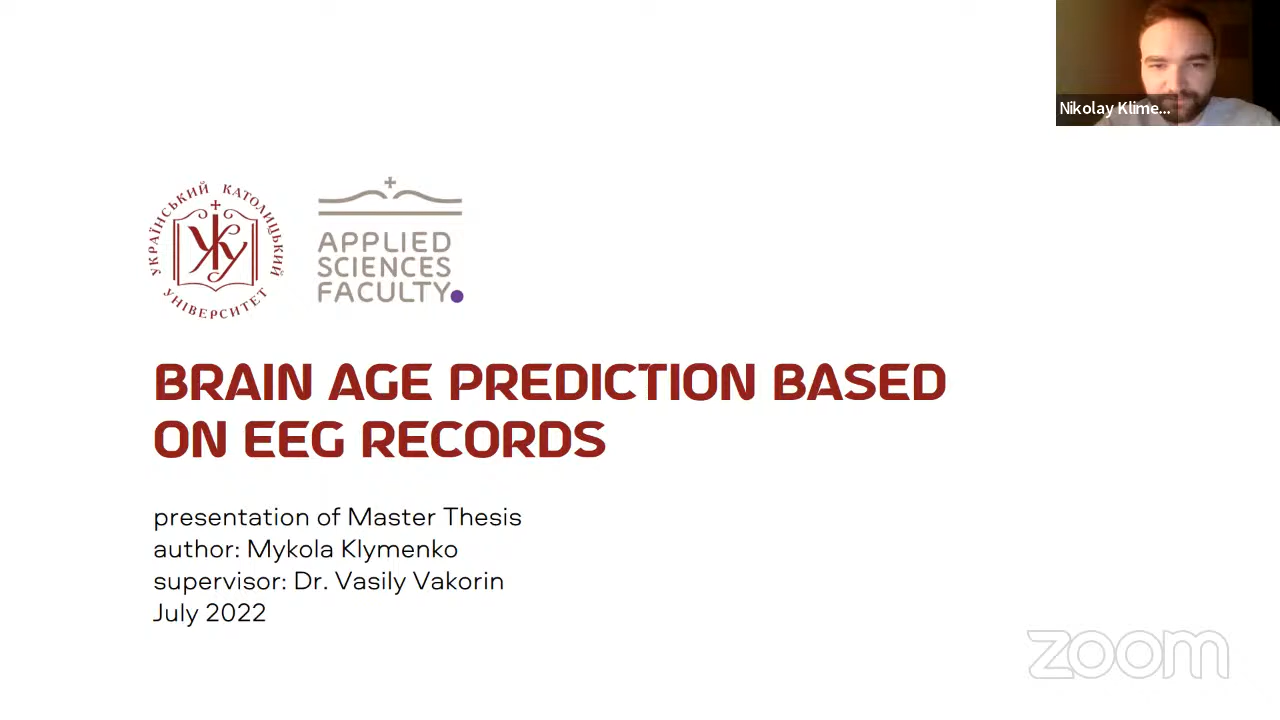 Nikolay Klime...
УКРАЇНСЬКИЙ КАТОЛИЦЬКИЙ
УНІВЕРСИТЕТ
УКУ
APPLIED
SCIENCES
FACULTY
BRAIN AGE PREDICTION BASED
ON EEG RECORDS
presentation of Master Thesis
author: Mykola Klymenko
supervisor: Dr. Vasily Vakorin
July 2022
zoom